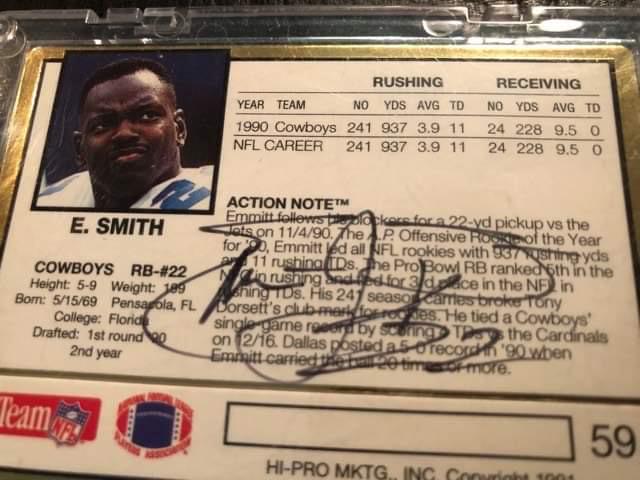 RUSHING RECEIVING
YEAR TEAM NO YDS AVG TD NO YDS AVG TD
1990 Cowboys 241 937 3.9 11 24 228 9.5 0
NFL CAREER 241 937 3.9 11 24 228 9.5 0
E. SMITH
COWBOYS RB-#22
Height: 5-9 Weight: 199
Born: 5/15/69 Pensacola, FL
College: Florida
Drafted: 1st round '90
2nd year
ACTION NOTE™
Emmitt follows his blockers for a 22-yd pickup vs the
Jets on 11/4/90. The A.P. Offensive Rookie of the Year
for '90, Emmitt led all NFL rookies with 937 rushing yds
and 11 rushing TDs. The Pro Bowl RB ranked 5th in the
in rushing and tied for 3rd place in the NFL in
rushing TDs. His 241 season carries broke Tony
Dorsett's club mark for rookies. He tied a Cowboys'
single-game record by scoring TDs vs the Cardinals
on 12/16. Dallas posted a 5-0 record in '90 when
Emmitt carried the ball 20 times or more.
22
Team NFL
NATIONAL FOOTBALL LEAGUE
PLAYERS ASSOCIATION
59
HI-PRO MKTG., INC. Copyright 1991